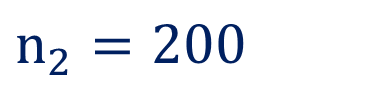 n₂ = 200